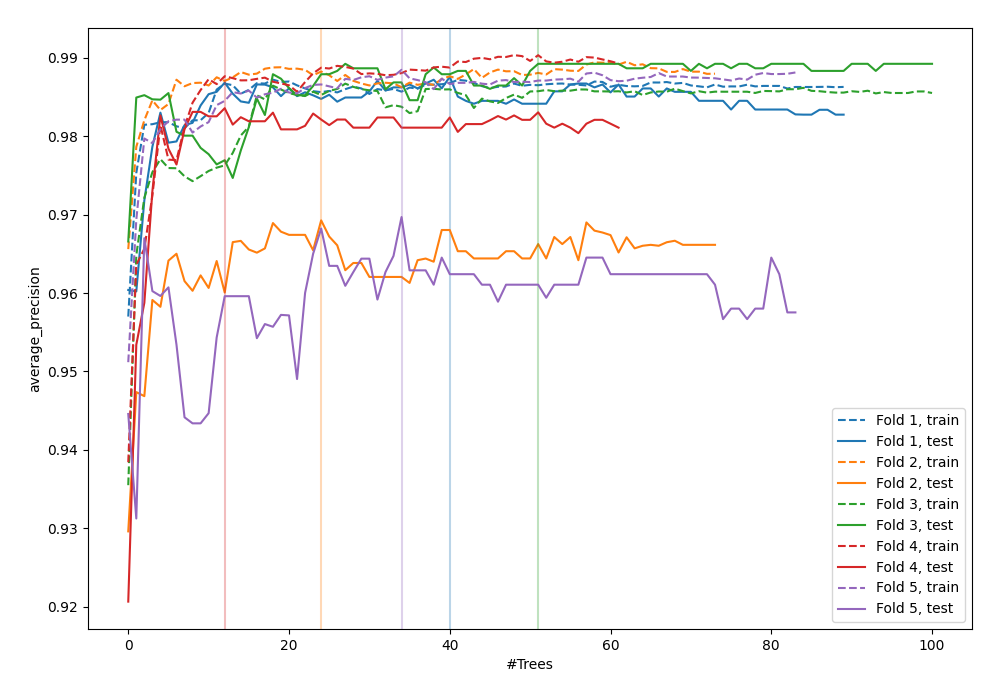 0.99
0.98
0.97
0.96
0.95
0.94
0.93
0.92
average_precision
0
20
40
60
80
100
#Trees
Fold 1, train
Fold 1, test
Fold 2, train
Fold 2, test
Fold 3, train
Fold 3, test
Fold 4, train
Fold 4, test
Fold 5, train
Fold 5, test